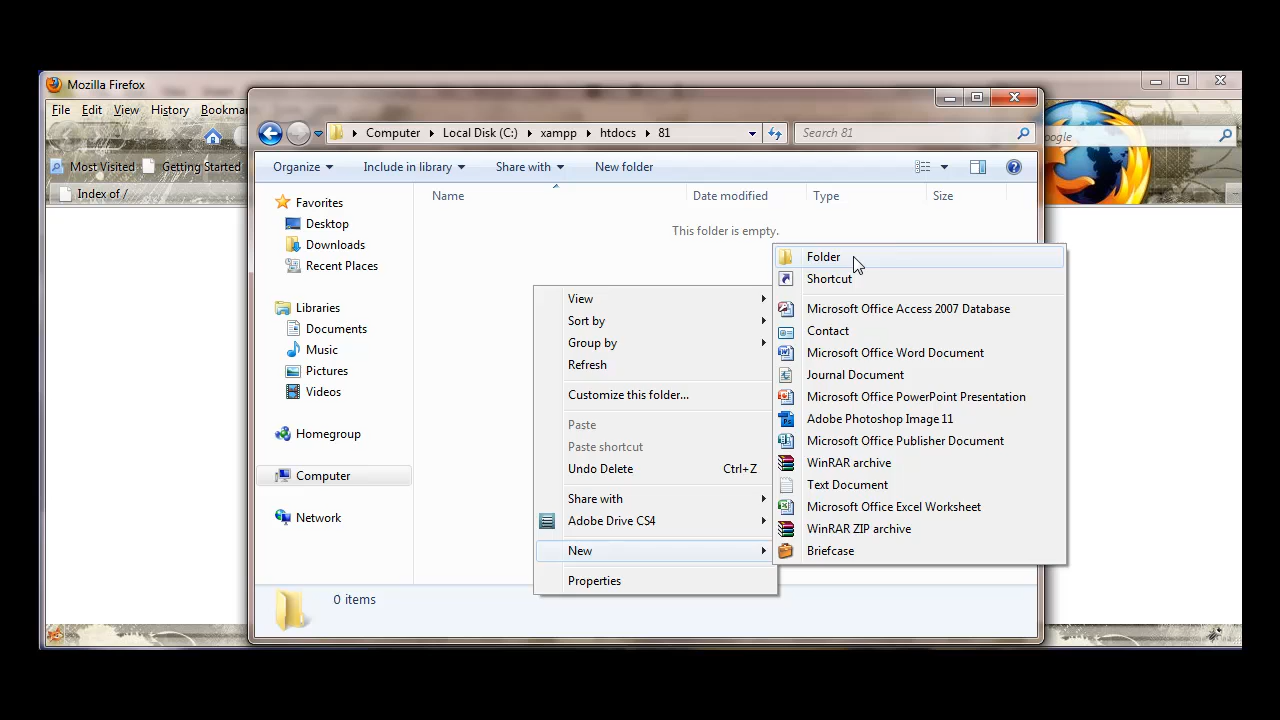 Mozilla Firefox
File Edit View History Bookmar
Computer Local Disk (C:) xampp htdocs 81
Search 81
ogle
Most Visited Getting Started
Organize Include in library Share with New folder
Index of /
Name Date modified Type Size
Favorites
Desktop
Downloads
Recent Places
Libraries
Documents
Music
Pictures
Videos
Homegroup
Computer
Network
This folder is empty.
View
Sort by
Group by
Refresh
Customize this folder...
Paste
Paste shortcut
Undo Delete Ctrl+Z
Share with
Adobe Drive CS4
New
Properties
Folder
Shortcut
Microsoft Office Access 2007 Database
Contact
Microsoft Office Word Document
Journal Document
Microsoft Office PowerPoint Presentation
Adobe Photoshop Image 11
Microsoft Office Publisher Document
WinRAR archive
Text Document
Microsoft Office Excel Worksheet
WinRAR ZIP archive
Briefcase
0 items